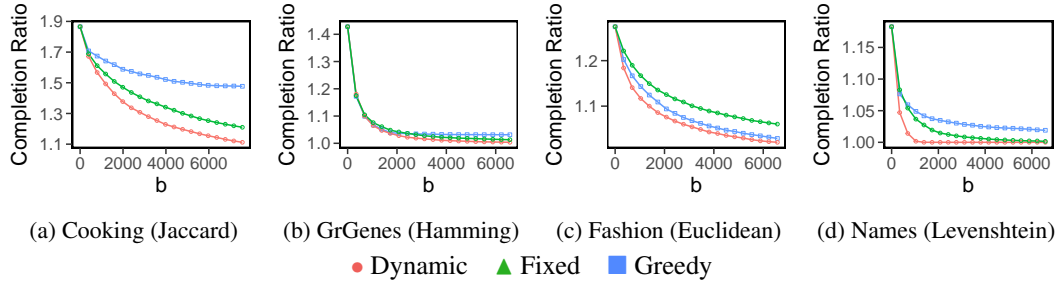 Completion Ratio
1.9
1.7
1.5
1.3
1.1
0 2000 4000 6000
b
(a) Cooking (Jaccard)
Completion Ratio
1.4
1.3
1.2
1.1
1.0
0 2000 4000 6000
b
(b) GrGenes (Hamming)
Completion Ratio
1.2
1.1
0 2000 4000 6000
b
(c) Fashion (Euclidean)
Completion Ratio
1.15
1.10
1.05
1.00
0 2000 4000 6000
b
(d) Names (Levenshtein)
Dynamic Fixed Greedy